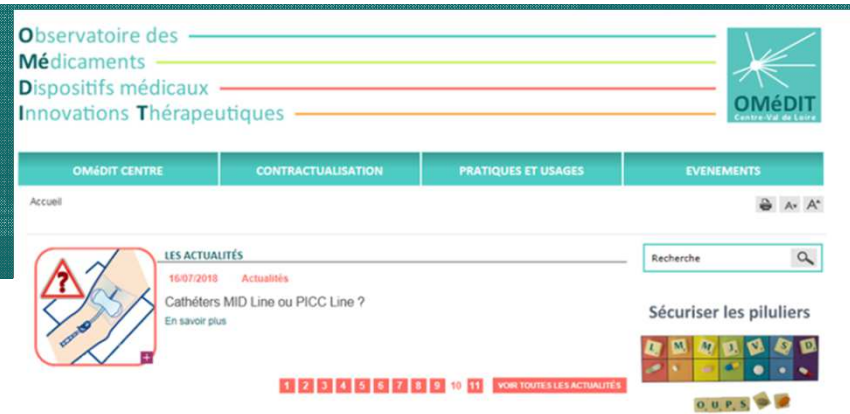 Observatoire des
Médicaments
Dispositifs médicaux
Innovations Thérapeutiques
OMéDIT
Centre-Val de Loire
OMéDIT CENTRE
CONTRACTUALISATION
PRATIQUES ET USAGES
EVENEMENTS
Accueil
A-
A+
LES ACTUALITÉS
16/07/2018 Actualités
Cathéters MID Line ou PICC Line ?
En savoir plus
1 2 3 4 5 6 7 8 9 10 11 VOIR TOUTES LES ACTUALITÉS
Recherche
Sécuriser les piluliers
L M M J V S D
O U P S